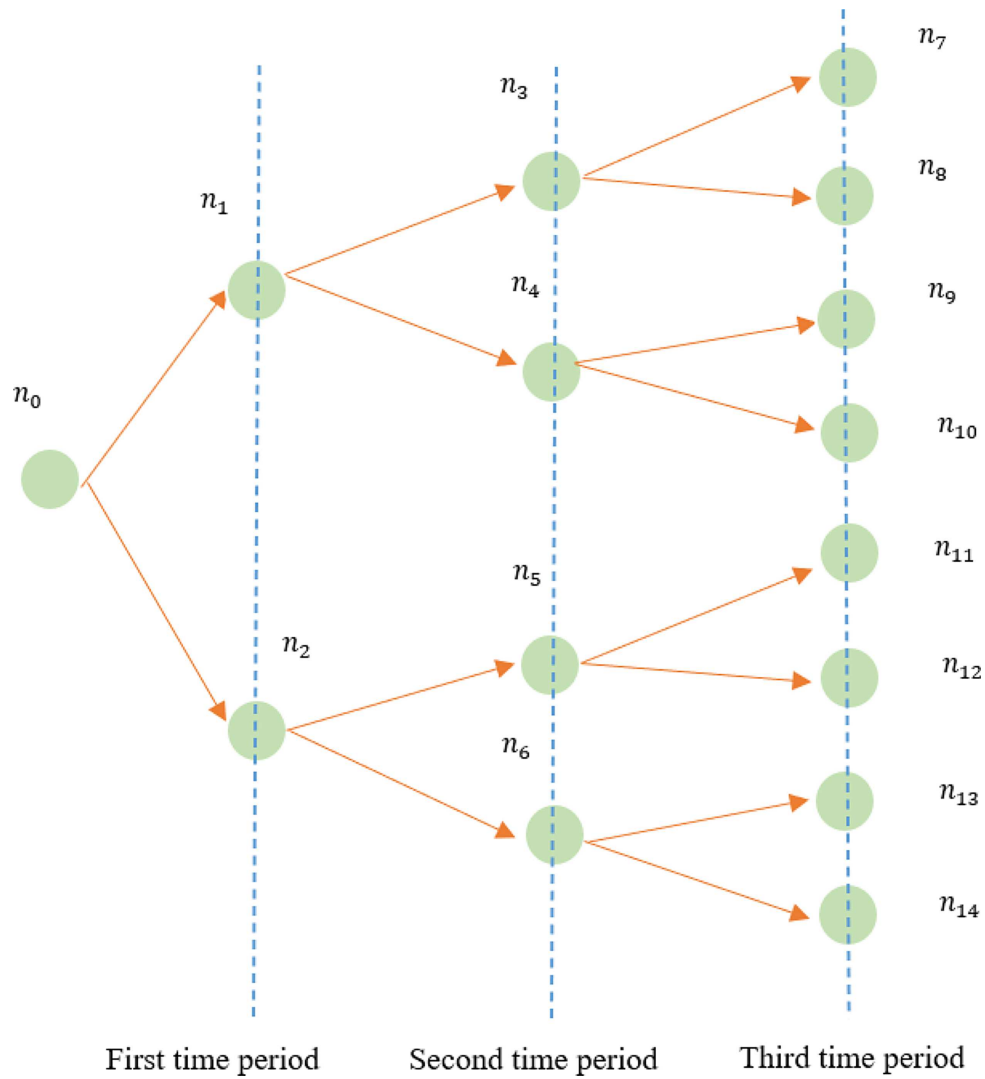 n₇
n₃
n₈
n₁
n₄
n₉
n₀
n₁₀
n₁₁
n₅
n₂
n₁₂
n₆
n₁₃
n₁₄
First time period
Second time period
Third time period